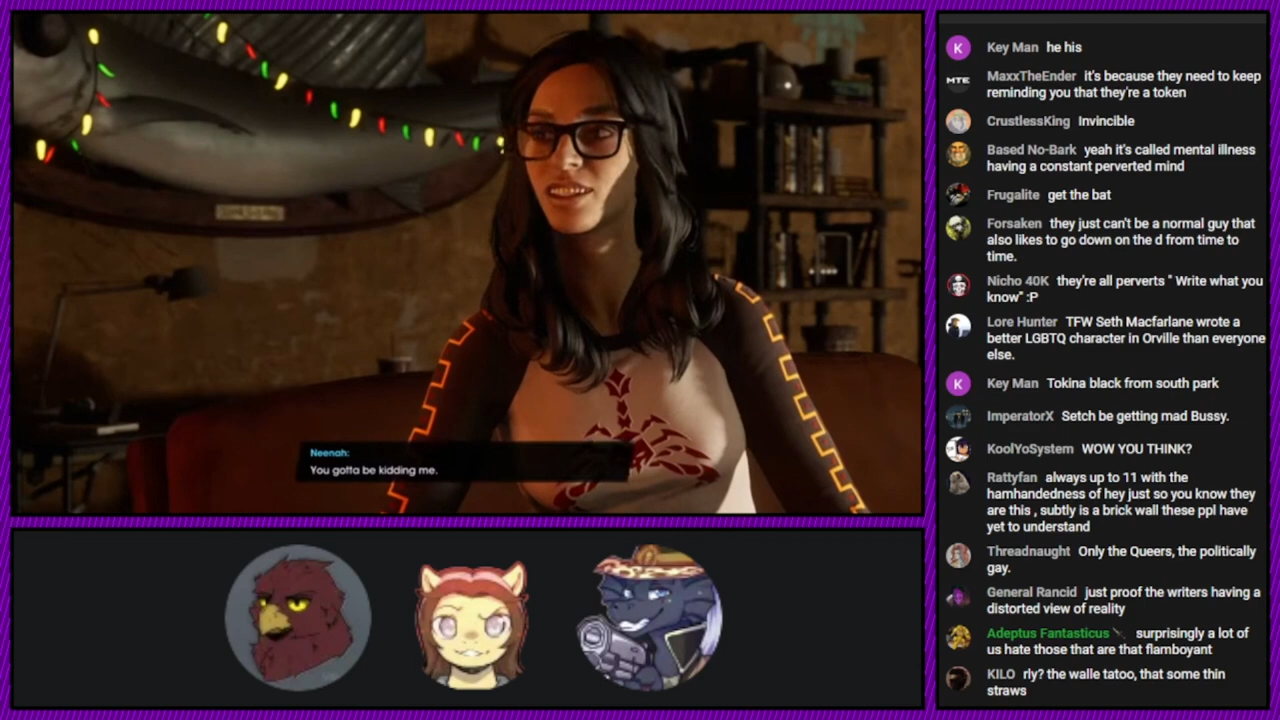 Neenah:
You gotta be kidding me.
K
Key Man he his
MTE
MaxxTheEnder it's because they need to keep
reminding you that they're a token
CrustlessKing Invincible
Based No-Bark yeah it's called mental illness
having a constant perverted mind
Frugalite get the bat
Forsaken they just can't be a normal guy that
also likes to go down on the d from time to
time.
Nicho 40K they're all perverts " Write what you
know" :P
Lore Hunter TFW Seth Macfarlane wrote a
better LGBTQ character in Orville than everyone
else.
K
Key Man Tokina black from south park
ImperatorX Setch be getting mad Bussy.
KoolYoSystem WOW YOU THINK?
Rattyfan always up to 11 with the
hamhandedness of hey just so you know they
are this , subtly is a brick wall these ppl have
yet to understand
Threadnaught Only the Queers, the politically
gay.
General Rancid just proof the writers having a
distorted view of reality
Adeptus Fantasticus surprisingly a lot of
us hate those that are that flamboyant
KILO rly? the walle tatoo, that some thin
straws